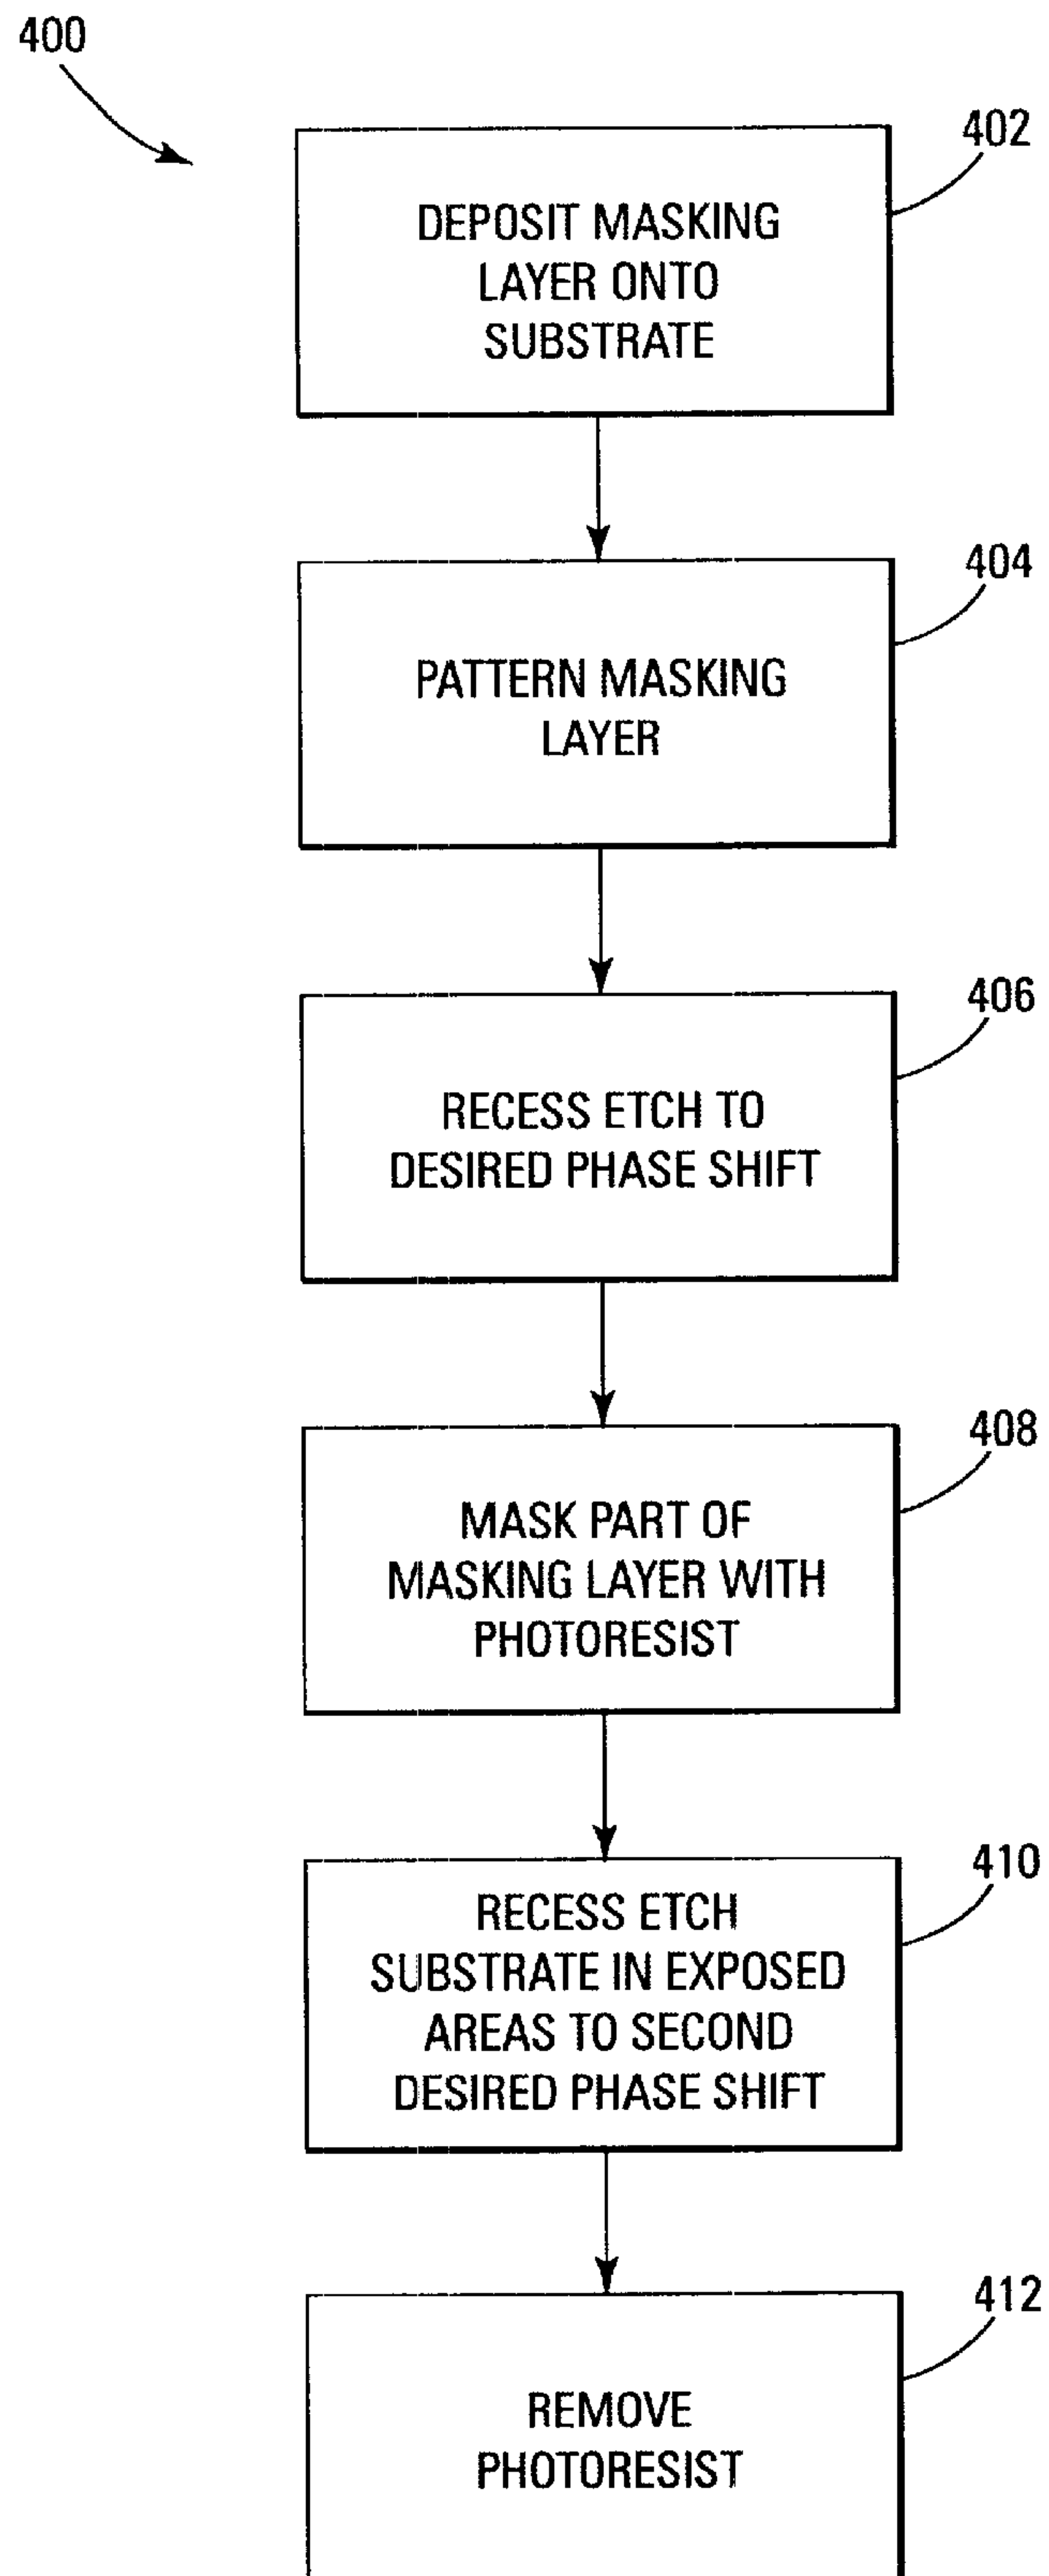 400
402
DEPOSIT MASKING
LAYER ONTO
SUBSTRATE
404
PATTERN MASKING
LAYER
406
RECESS ETCH TO
DESIRED PHASE SHIFT
408
MASK PART OF
MASKING LAYER WITH
PHOTORESIST
410
RECESS ETCH
SUBSTRATE IN EXPOSED
AREAS TO SECOND
DESIRED PHASE SHIFT
412
REMOVE
PHOTORESIST